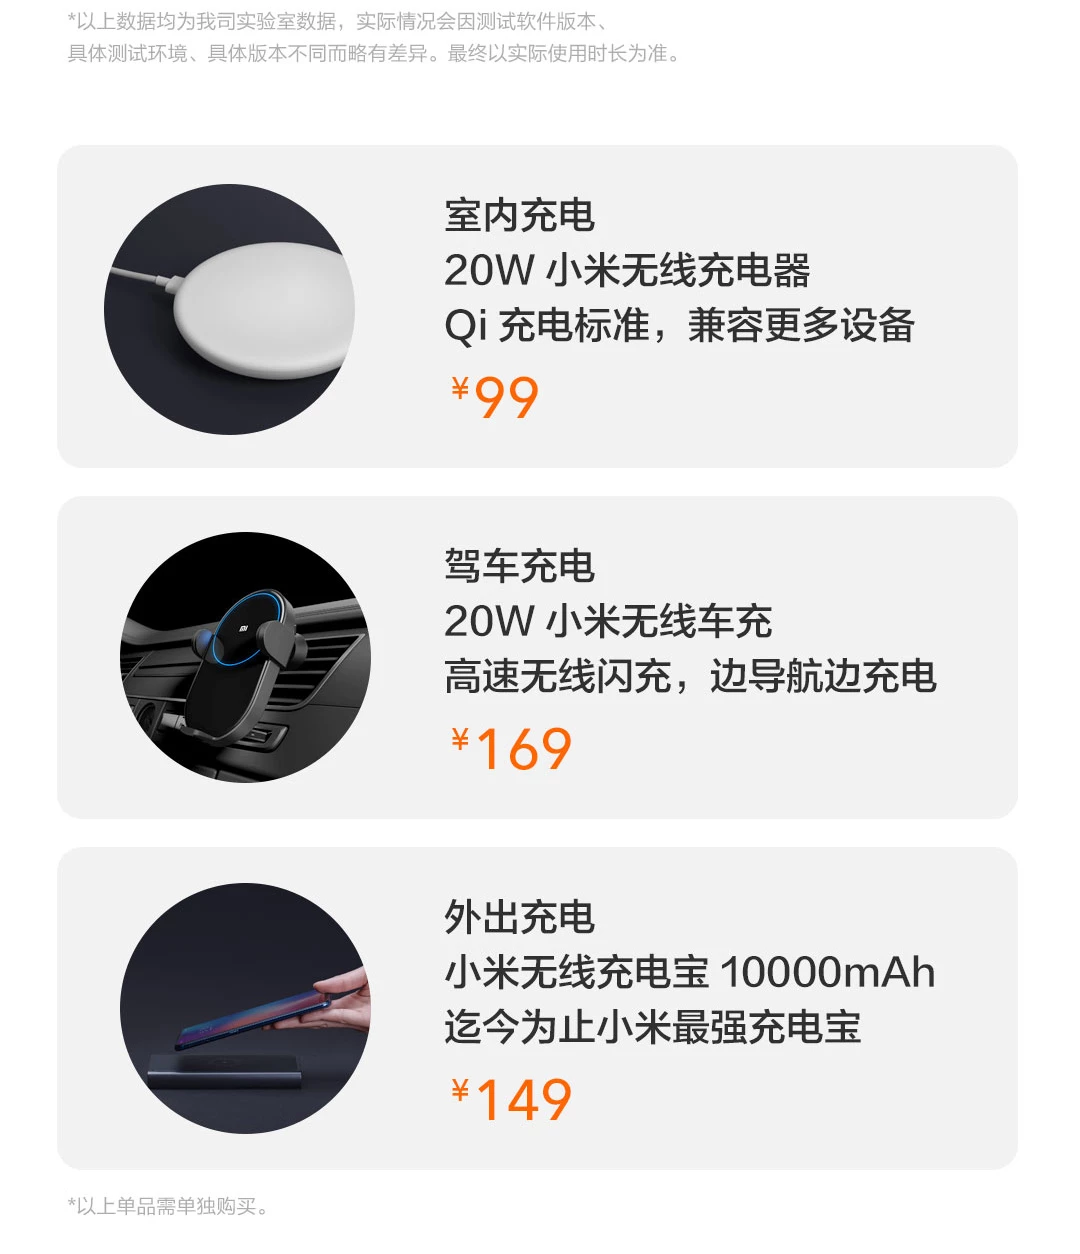 *以上数据均为我司实验室数据，实际情况会因测试软件版本、
具体测试环境、具体版本不同而略有差异。最终以实际使用时长为准。
室内充电
20W 小米无线充电器
Qi 充电标准，兼容更多设备
¥99
驾车充电
20W 小米无线车充
高速无线闪充，边导航边充电
¥169
外出充电
小米无线充电宝 10000mAh
迄今为止小米最强充电宝
¥149
*以上单品需单独购买。